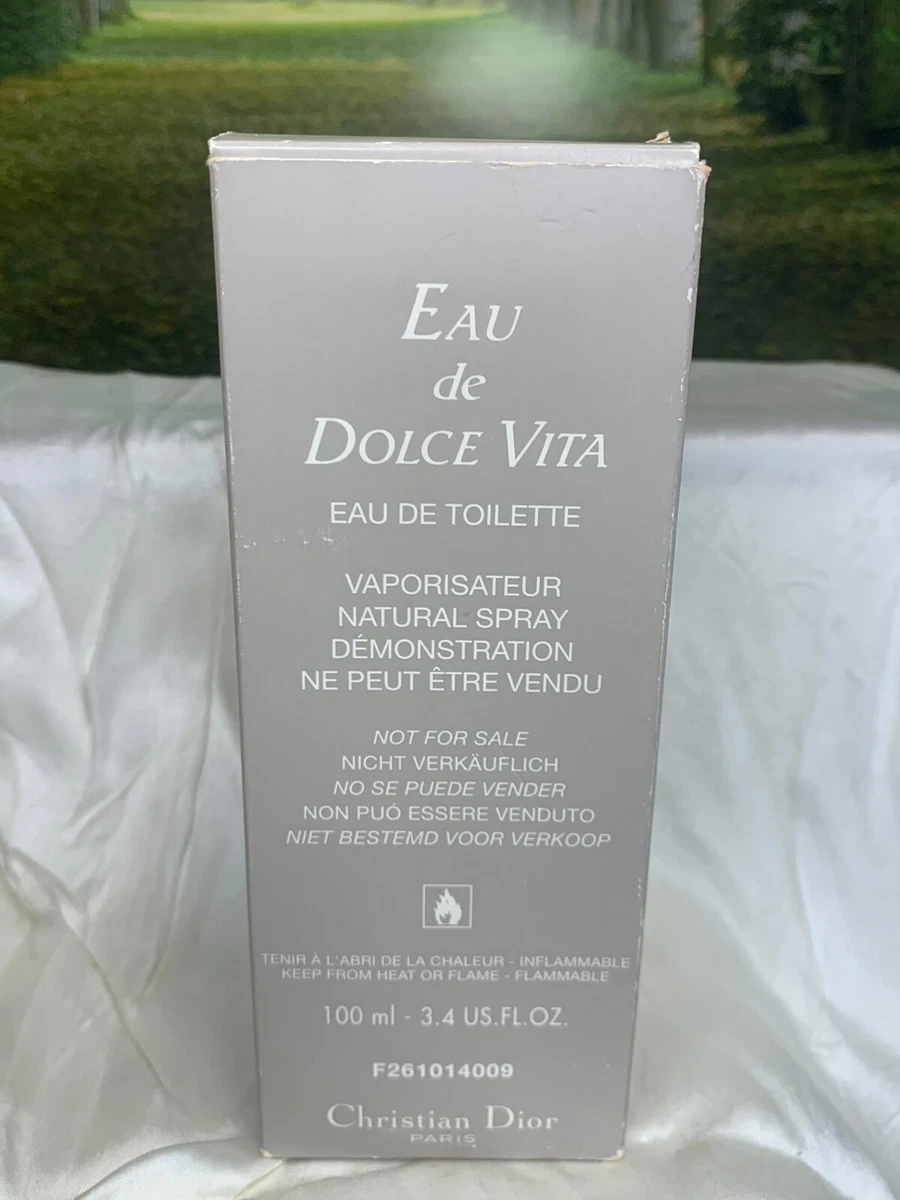 EAU
de
DOLCE VITA
EAU DE TOILETTE
VAPORISATEUR
NATURAL SPRAY
DÉMONSTRATION
NE PEUT ÊTRE VENDU
NOT FOR SALE
NICHT VERKÄUFLICH
NO SE PUEDE VENDER
NON PUÓ ESSERE VENDUTO
NIET BESTEMD VOOR VERKOOP
TENIR À L'ABRI DE LA CHALEUR - INFLAMMABLE
KEEP FROM HEAT OR FLAME - FLAMMABLE
100 ml - 3.4 US.FL.OZ.
F261014009
Christian Dior
PARIS